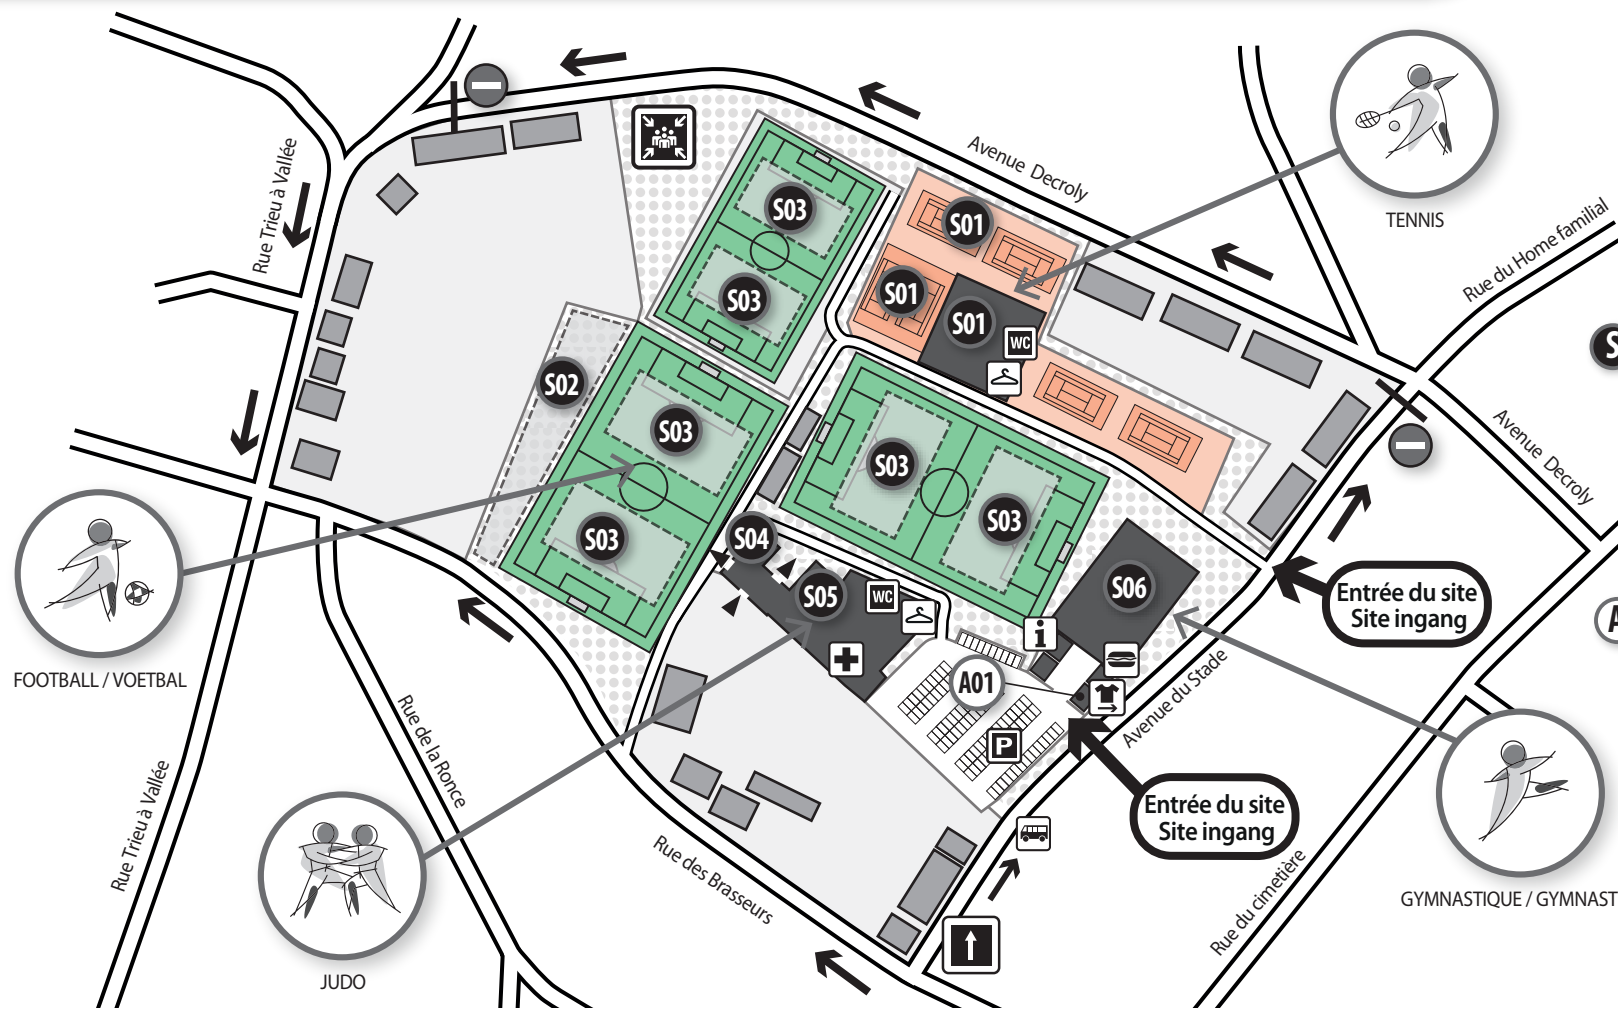 Avenue Decroly
TENNIS
Rue Trieu à Vallée
Rue du Home familial
S03
S01
S03
S01
S01
WC
S02
S03
S03
S03
S03
Avenue Decroly
S04
S05
WC
S06
Entrée du site
Site ingang
i
A01
P
FOOTBALL / VOETBAL
Avenue du Stade
Rue de la Ronce
Entrée du site
Site ingang
Rue Trieu à Vallée
Rue des Brasseurs
Rue du cimetière
GYMNASTIQUE / GYMNAST
JUDO
S
A